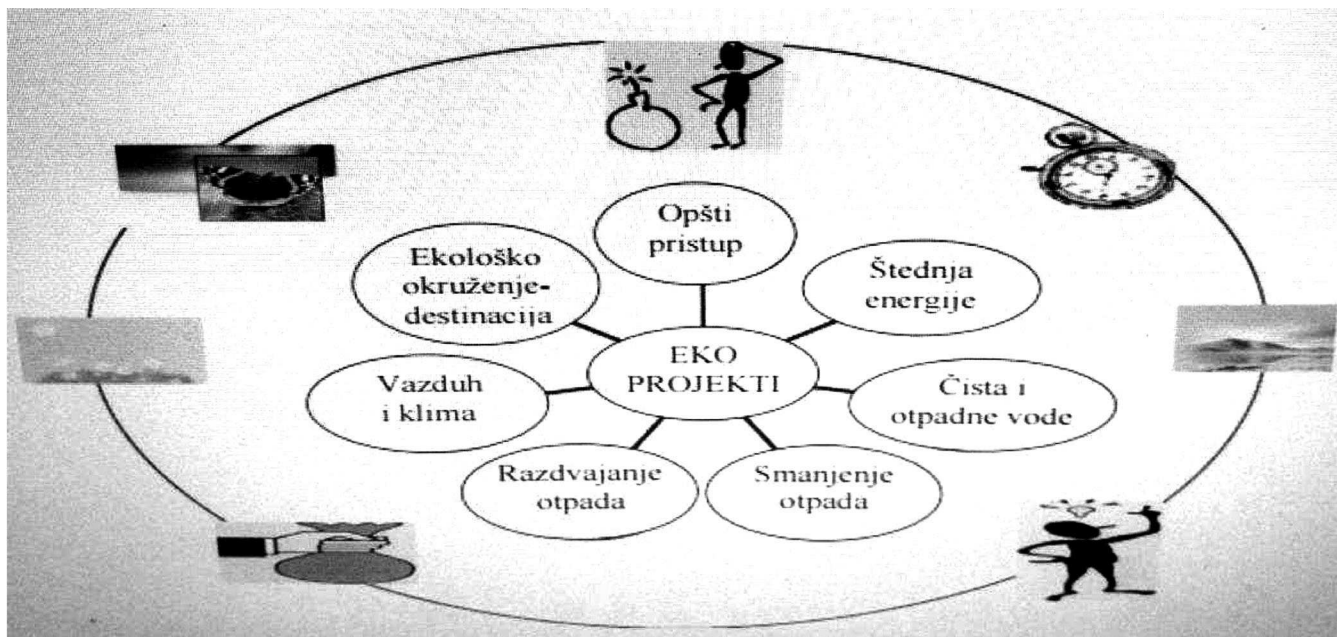 Opšti
pristup
Ekološko
okruženje-
destinacija
Štednja
energije
EKO
PROJEKTI
Vazduh
i klima
Čista i
otpadne vode
Razdvajanje
otpada
Smanjenje
otpada